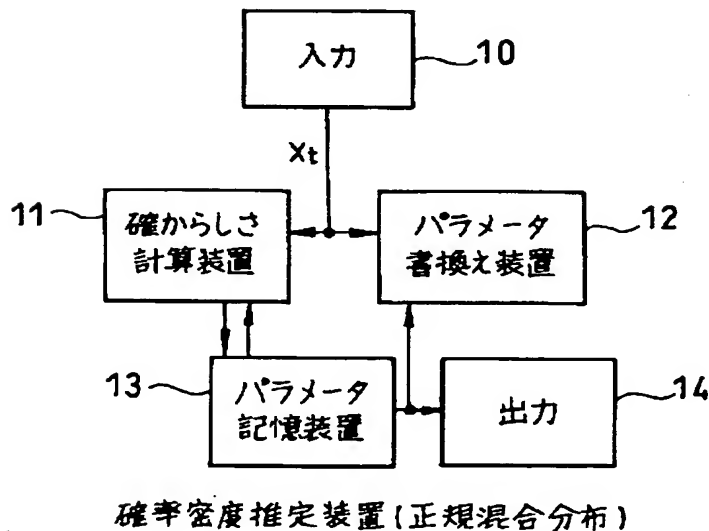 入力
10
Xt
11
確からしさ
計算装置
パラメータ
書換え装置
12
13
パラメータ
記憶装置
出力
14
確率密度推定装置(正規混合分布)